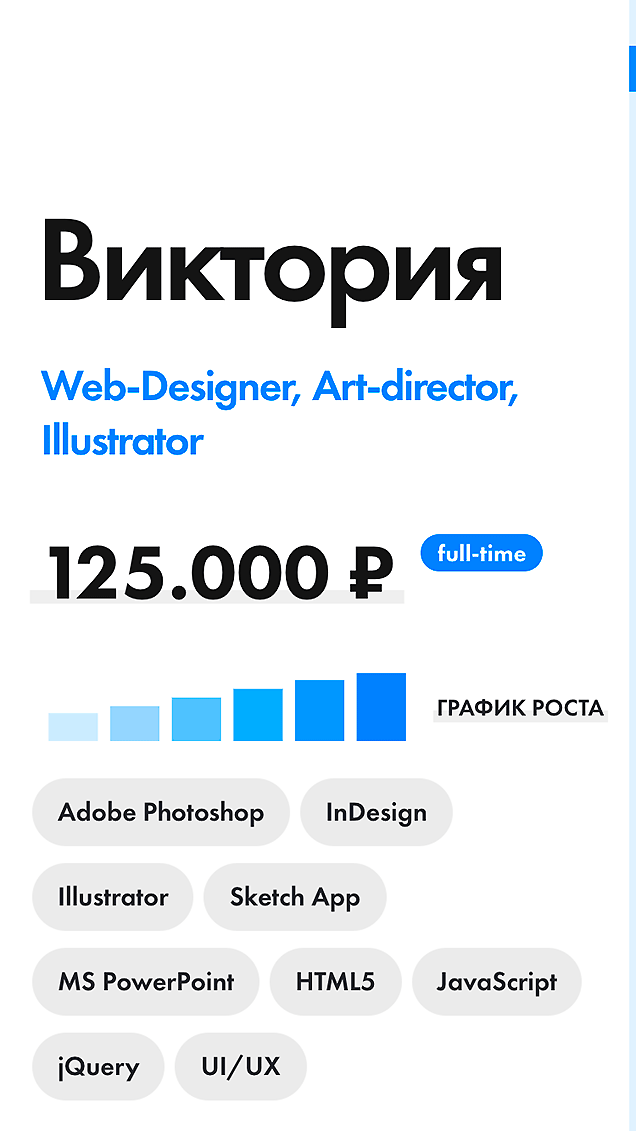 Виктория
Web-Designer, Art-director,
Illustrator
125.000 ₽
full-time
ГРАФИК РОСТА
Adobe Photoshop
InDesign
Illustrator
Sketch App
MS PowerPoint
HTML5
JavaScript
jQuery
UI/UX